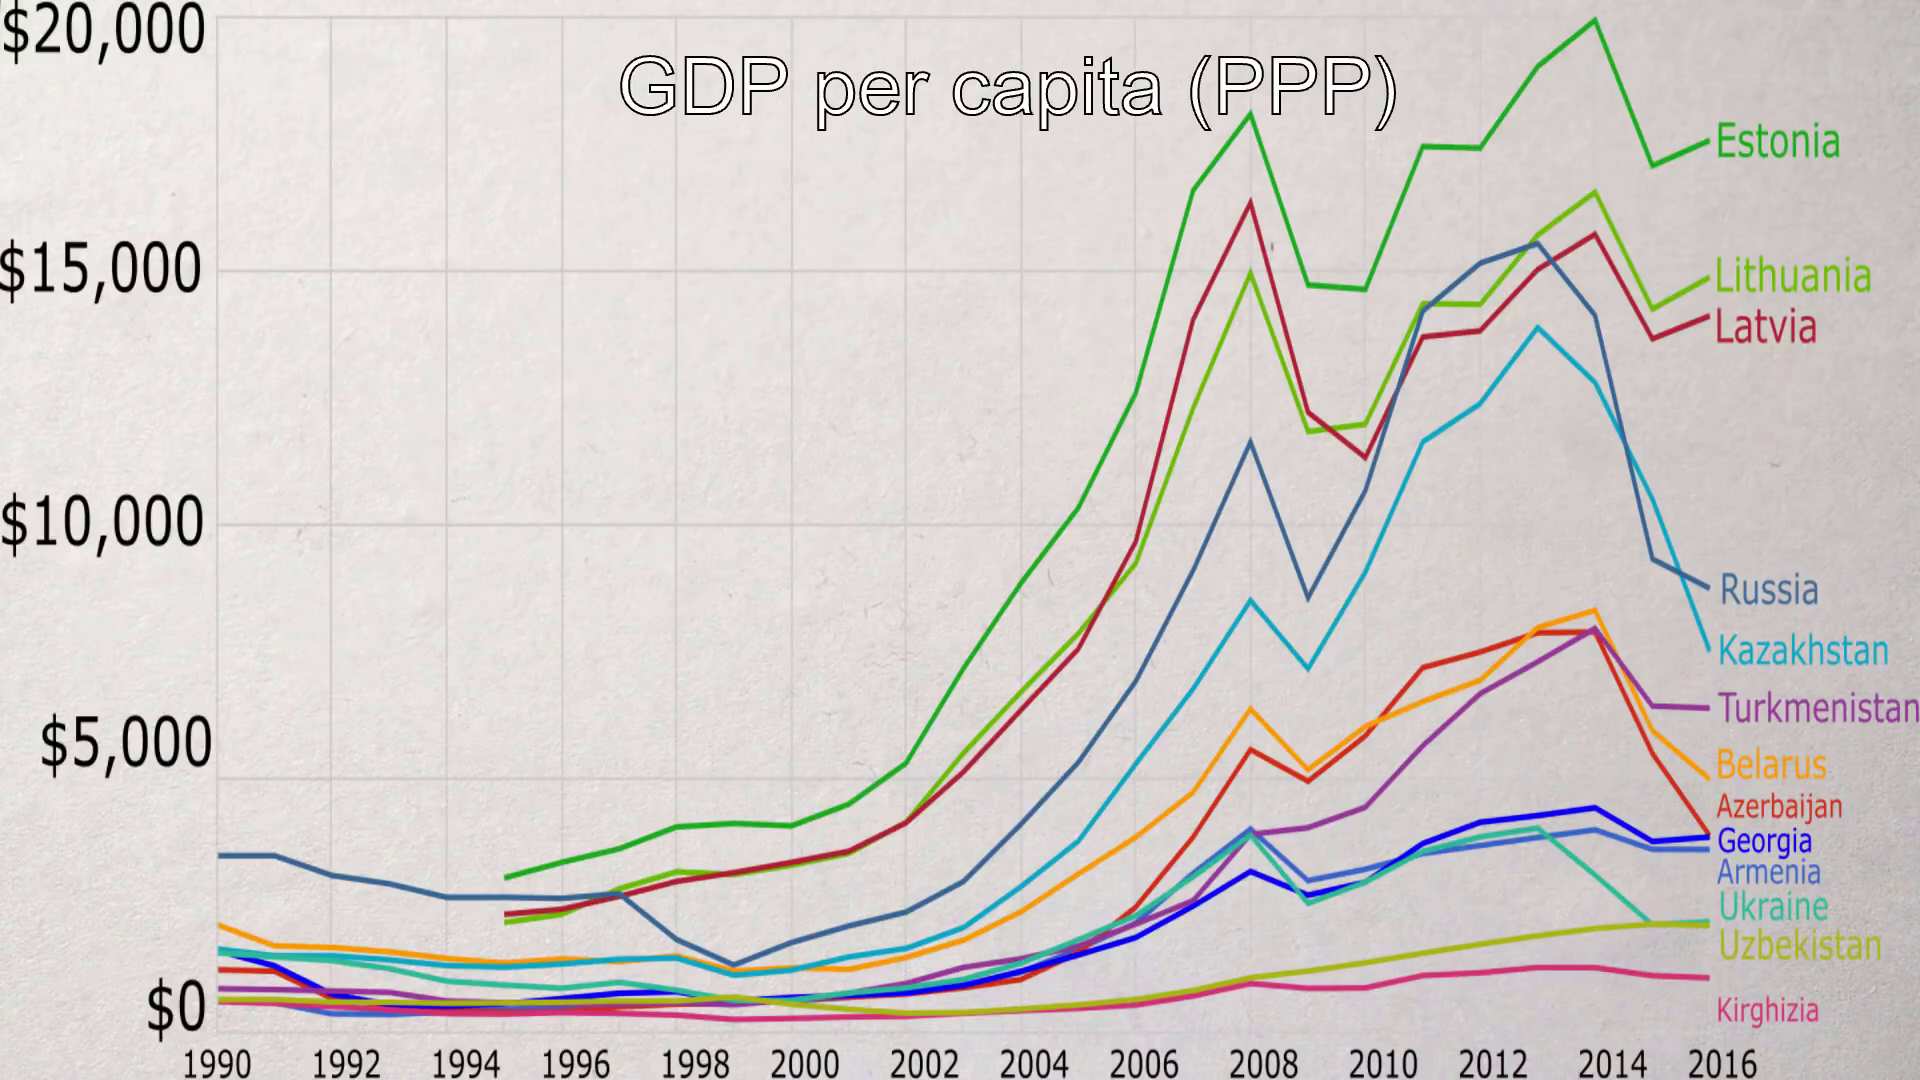 $20,000
GDP per capita (PPP)
Estonia
$15,000
Lithuania
Latvia
$10,000
Russia
Kazakhstan
Turkmenistan
$5,000
Belarus
Azerbaijan
Georgia
Armenia
Ukraine
Uzbekistan
$0
Kirghizia
1990 1992 1994 1996 1998 2000 2002 2004 2006 2008 2010 2012 2014 2016